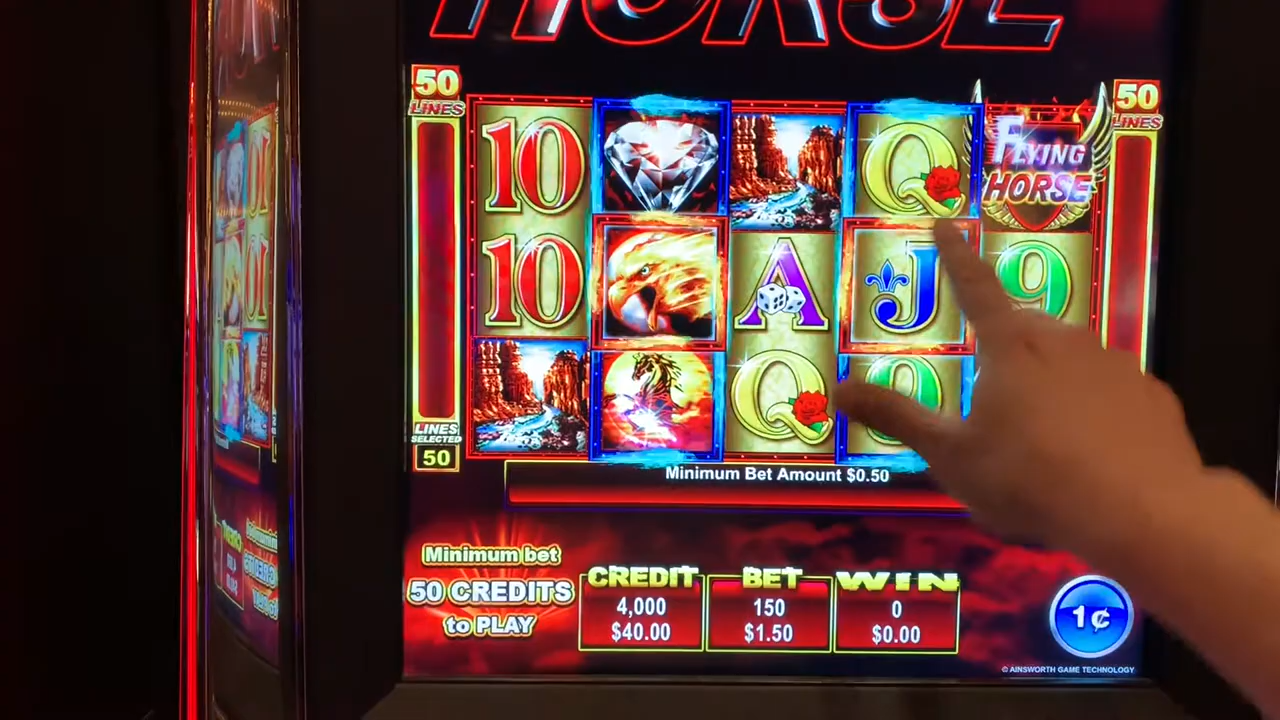 HORSE
50
LINES
50
LINES
10
Q
FLYING
HORSE
10
A
J
9
Q
9
LINES
SELECTED
50
Minimum Bet Amount $0.50
Minimum bet
50 CREDITS
to PLAY
CREDIT
4,000
$40.00
BET
150
$1.50
WIN
0
$0.00
1¢
© AINSWORTH GAME TECHNOLOGY